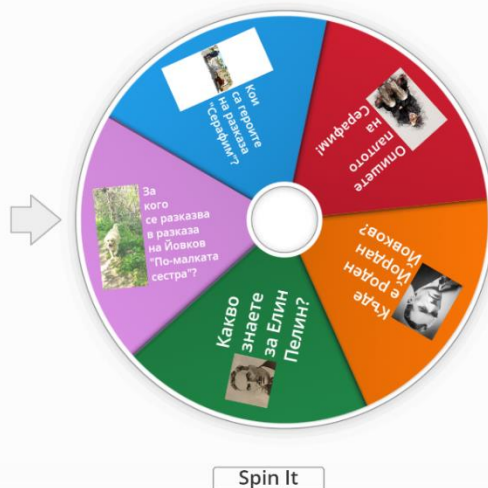 Кои
са героите
на разказа
"Серафим"?
Опишете
палтото
на
Серафим!
За
кого
се разказва
в разказа
на Йовков
"По-малката
сестра"?
Къде
е роден
Йордан
Йовков?
Какво
знаете
за Елин
Пелин?
Spin It